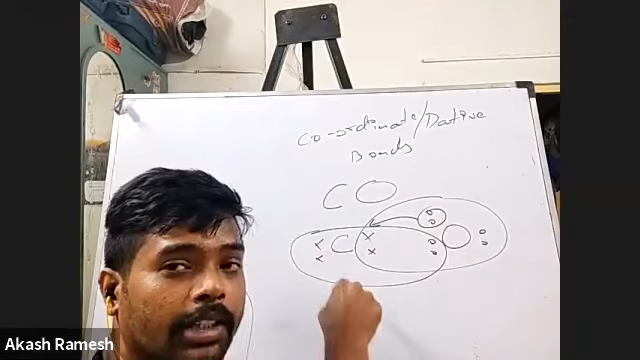 Co-ordinate/Dative
Bonds
CO
x C x
x x
Akash Ramesh